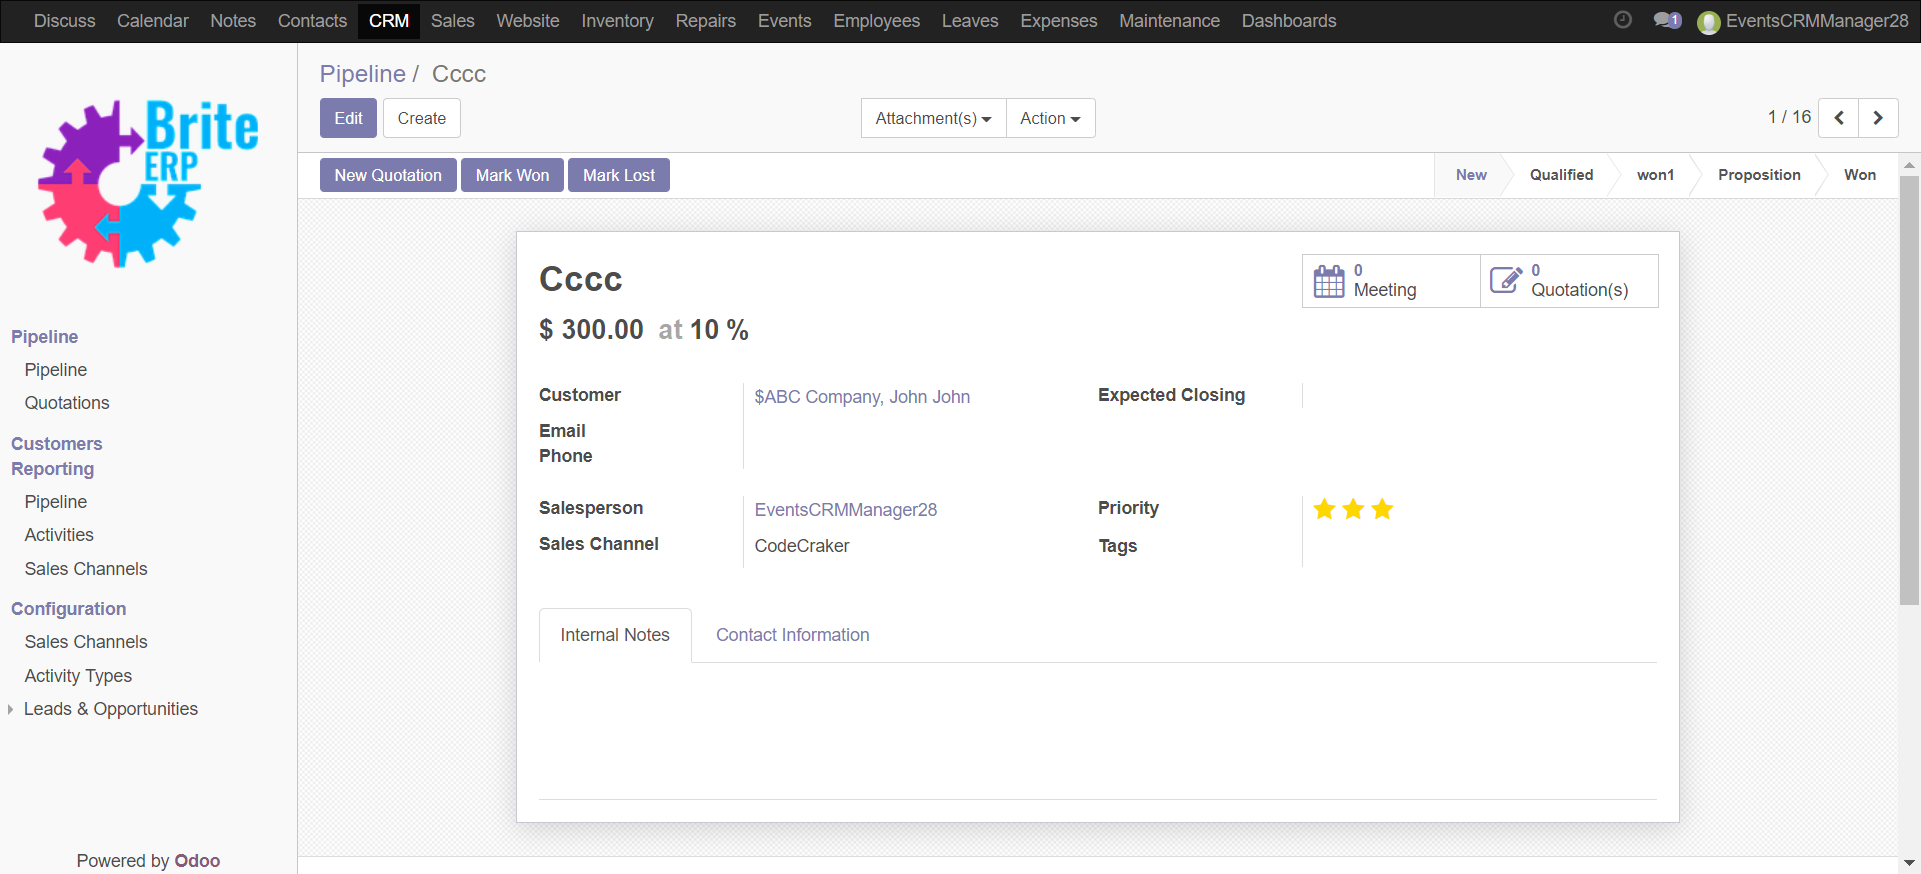 Discuss Calendar Notes Contacts CRM Sales Website Inventory Repairs Events Employees Leaves Expenses Maintenance Dashboards 1 EventsCRMManager28
Brite
ERP
Pipeline
Pipeline
Quotations
Customers
Reporting
Pipeline
Activities
Sales Channels
Configuration
Sales Channels
Activity Types
Leads & Opportunities
Powered by Odoo
Pipeline / Cccc
Edit Create Attachment(s) Action 1 / 16
New Quotation Mark Won Mark Lost New Qualified won1 Proposition Won
Cccc
0
Meeting
0
Quotation(s)
$ 300.00 at 10 %
Customer $ABC Company, John John
Email
Phone
Expected Closing
Salesperson EventsCRMManager28
Sales Channel CodeCraker
Priority
Tags
Internal Notes Contact Information